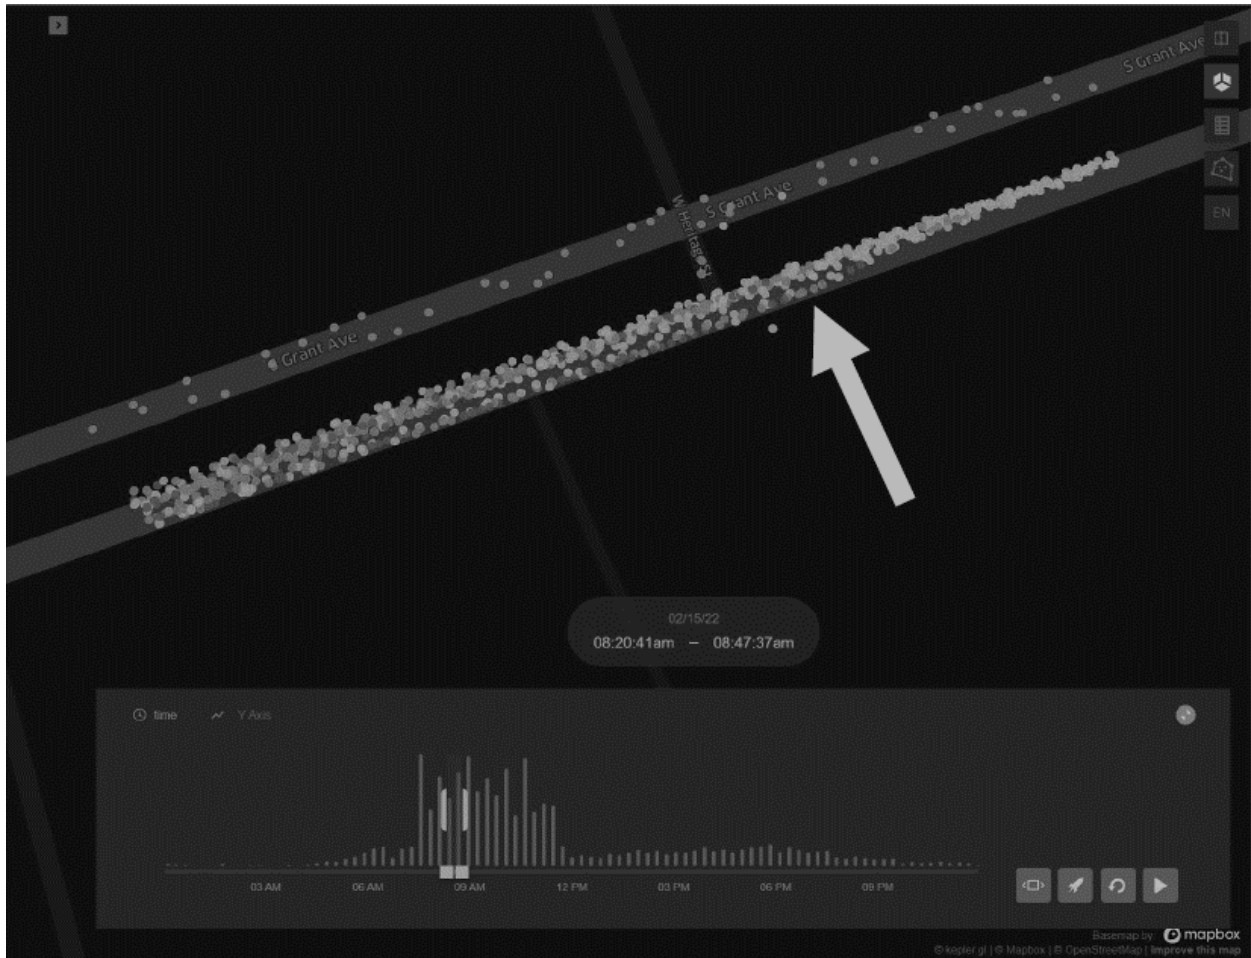 S Grant Ave
W Heritage St
S Grant Ave
EN
S Grant Ave
02/15/22
08:20:41am – 08:47:37am
time Y Axis
03 AM 06 AM 09 AM 12 PM 03 PM 06 PM 09 PM
Basemap by: mapbox
© kepler.gl | © Mapbox | © OpenStreetMap | Improve this map